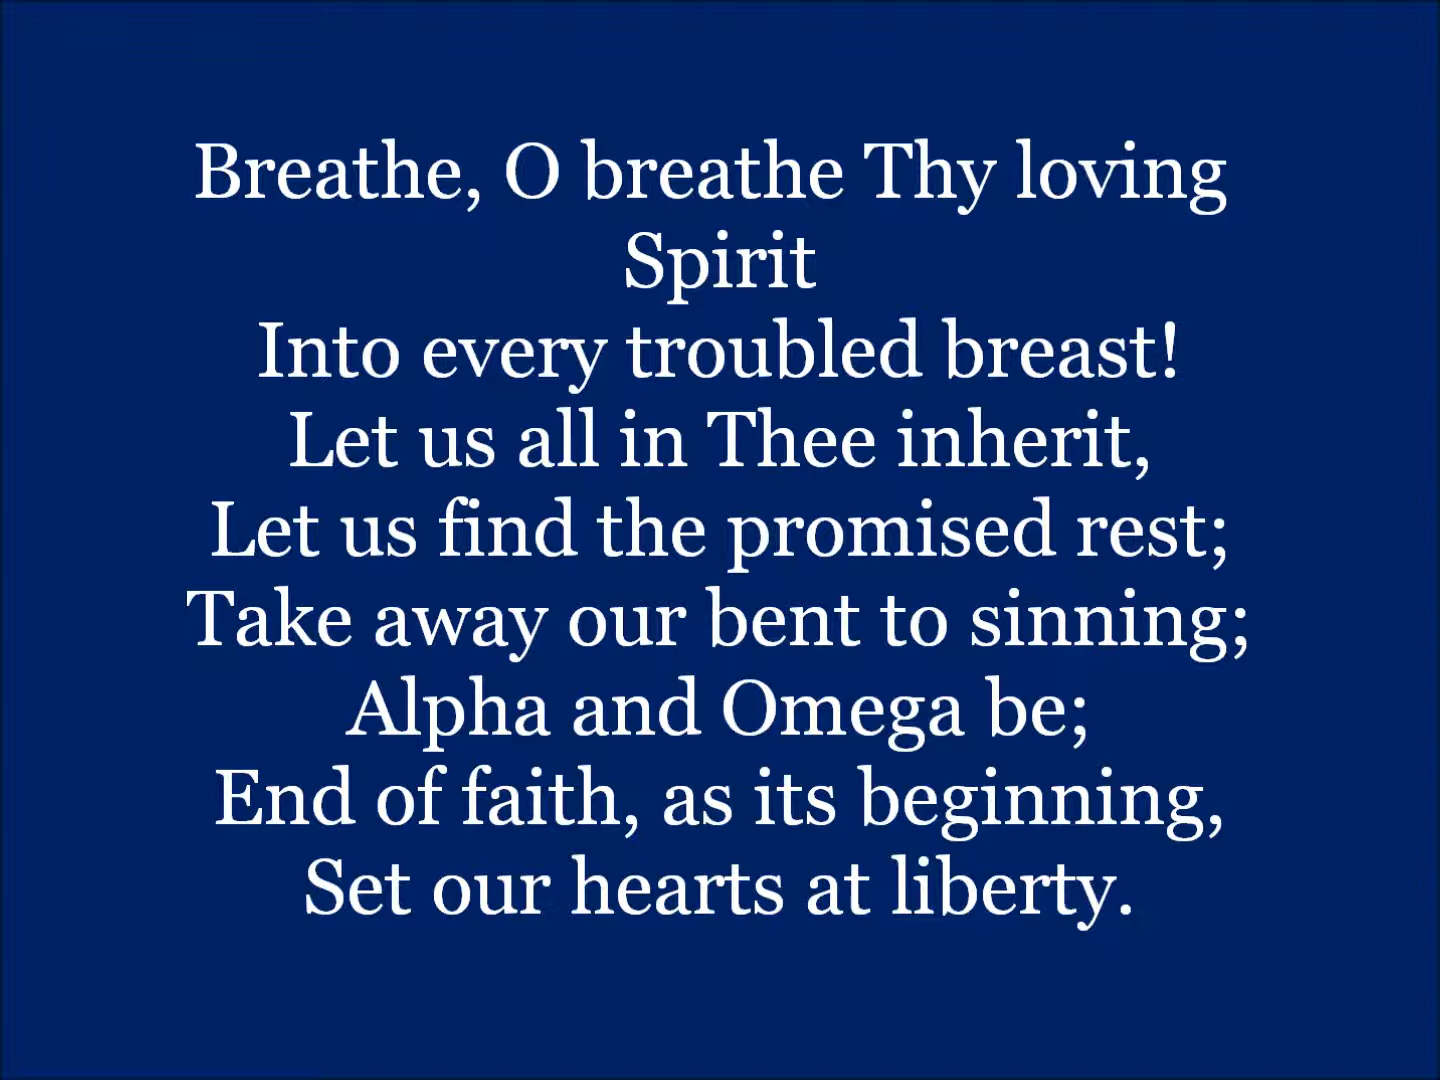 Breathe, O breathe Thy loving
Spirit
Into every troubled breast!
Let us all in Thee inherit,
Let us find the promised rest;
Take away our bent to sinning;
Alpha and Omega be;
End of faith, as its beginning,
Set our hearts at liberty.